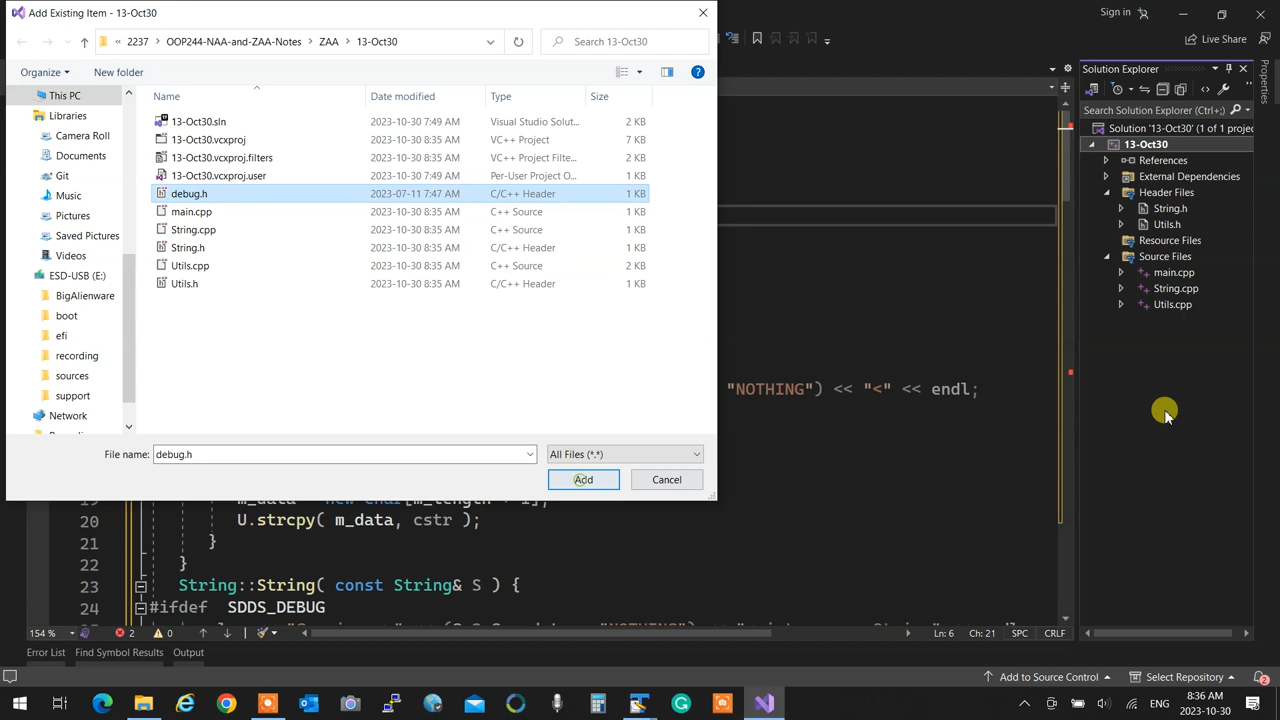 Add Existing Item - 13-Oct30
Sign in
« 2237 › OOP244-NAA-and-ZAA-Notes › ZAA › 13-Oct30
Search 13-Oct30
Live Share
Organize
New folder
Solution Explorer
Properties
This PC
Name
Date modified
Type
Size
Search Solution Explorer (Ctrl+;)
Libraries
13-Oct30.sln 2023-10-30 7:49 AM Visual Studio Solut... 2 KB
Solution '13-Oct30' (1 of 1 projec
Camera Roll
13-Oct30.vcxproj 2023-10-30 7:49 AM VC++ Project 7 KB
13-Oct30
Documents
13-Oct30.vcxproj.filters 2023-10-30 8:35 AM VC++ Project Filte... 2 KB
References
Git
13-Oct30.vcxproj.user 2023-10-30 7:49 AM Per-User Project O... 1 KB
External Dependencies
Music
debug.h 2023-07-11 7:47 AM C/C++ Header 1 KB
Header Files
Pictures
main.cpp 2023-10-30 8:35 AM C++ Source 1 KB
String.h
Saved Pictures
String.cpp 2023-10-30 8:35 AM C++ Source 2 KB
Utils.h
Videos
String.h 2023-10-30 8:35 AM C/C++ Header 1 KB
Resource Files
ESD-USB (E:)
Utils.cpp 2023-10-30 8:35 AM C++ Source 2 KB
Source Files
BigAlienware
Utils.h 2023-10-30 8:35 AM C/C++ Header 1 KB
main.cpp
boot
String.cpp
efi
Utils.cpp
recording
sources
support
Network
"NOTHING") << "<" << endl;
File name: debug.h
All Files (*.*)
Add
Cancel
20 U.strcpy( m_data, cstr );
21 }
22 }
23 String::String( const String& S ) {
24 #ifdef SDDS_DEBUG
154 %
2
0
Ln: 6 Ch: 21 SPC CRLF
Error List Find Symbol Results Output
Add to Source Control
Select Repository
2
8:36 AM
ENG
2023-10-30
2